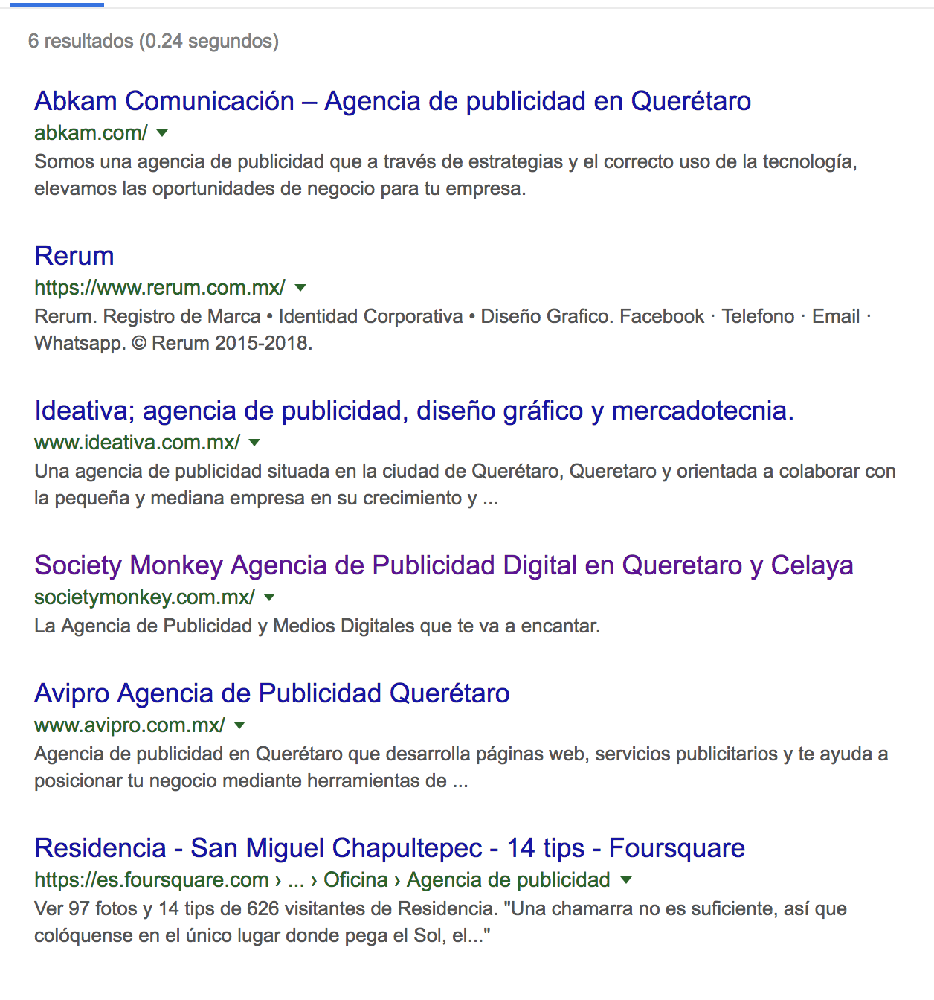 6 resultados (0.24 segundos)
Abkam Comunicación – Agencia de publicidad en Querétaro
abkam.com/
Somos una agencia de publicidad que a través de estrategias y el correcto uso de la tecnología,
elevamos las oportunidades de negocio para tu empresa.
Rerum
https://www.rerum.com.mx/
Rerum. Registro de Marca • Identidad Corporativa • Diseño Grafico. Facebook · Telefono · Email ·
Whatsapp. © Rerum 2015-2018.
Ideativa; agencia de publicidad, diseño gráfico y mercadotecnia.
www.ideativa.com.mx/
Una agencia de publicidad situada en la ciudad de Querétaro, Queretaro y orientada a colaborar con
la pequeña y mediana empresa en su crecimiento y ...
Society Monkey Agencia de Publicidad Digital en Queretaro y Celaya
societymonkey.com.mx/
La Agencia de Publicidad y Medios Digitales que te va a encantar.
Avipro Agencia de Publicidad Querétaro
www.avipro.com.mx/
Agencia de publicidad en Querétaro que desarrolla páginas web, servicios publicitarios y te ayuda a
posicionar tu negocio mediante herramientas de ...
Residencia - San Miguel Chapultepec - 14 tips - Foursquare
https://es.foursquare.com › ... › Oficina › Agencia de publicidad
Ver 97 fotos y 14 tips de 626 visitantes de Residencia. "Una chamarra no es suficiente, así que
colóquense en el único lugar donde pega el Sol, el..."